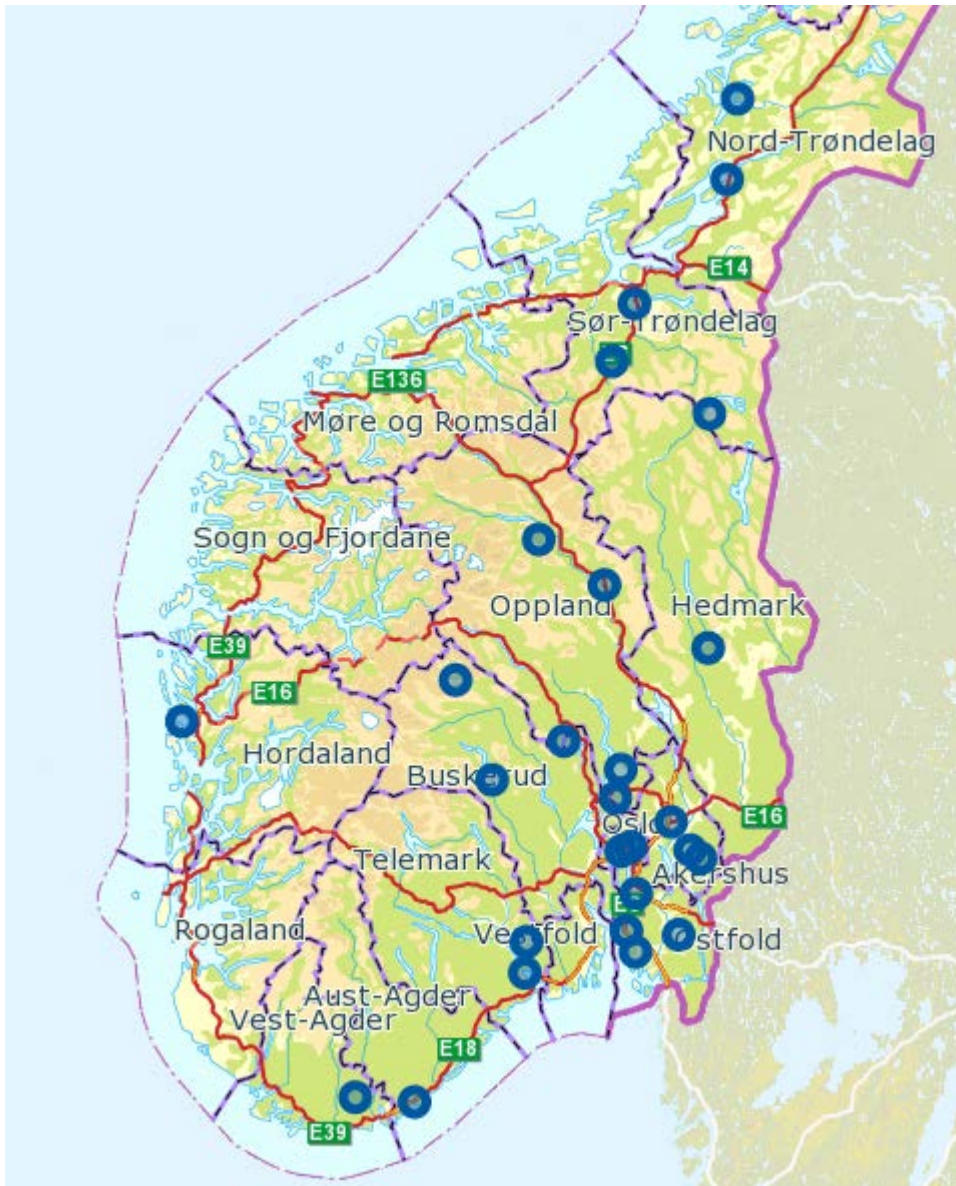 Nord-Trøndelag
E14
Sør-Trøndelag
E136
Møre og Romsdal
Sogn og Fjordane
Oppland
Hedmark
E39
E16
Hordaland
Buskerud
E16
Oslo
Telemark
Akershus
Rogaland
Vestfold
Østfold
Aust-Agder
Vest-Agder
E18
E39